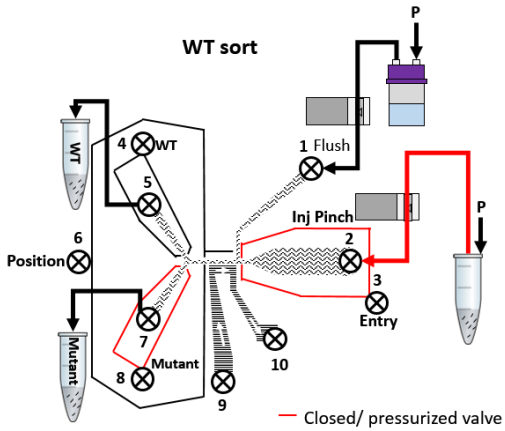 P
WT sort
1 Flush
4 WT
WT
5
Inj Pinch
P
2
6
Position
3
Entry
7
Mutant
Mutant
8
10
9
Closed/ pressurized valve